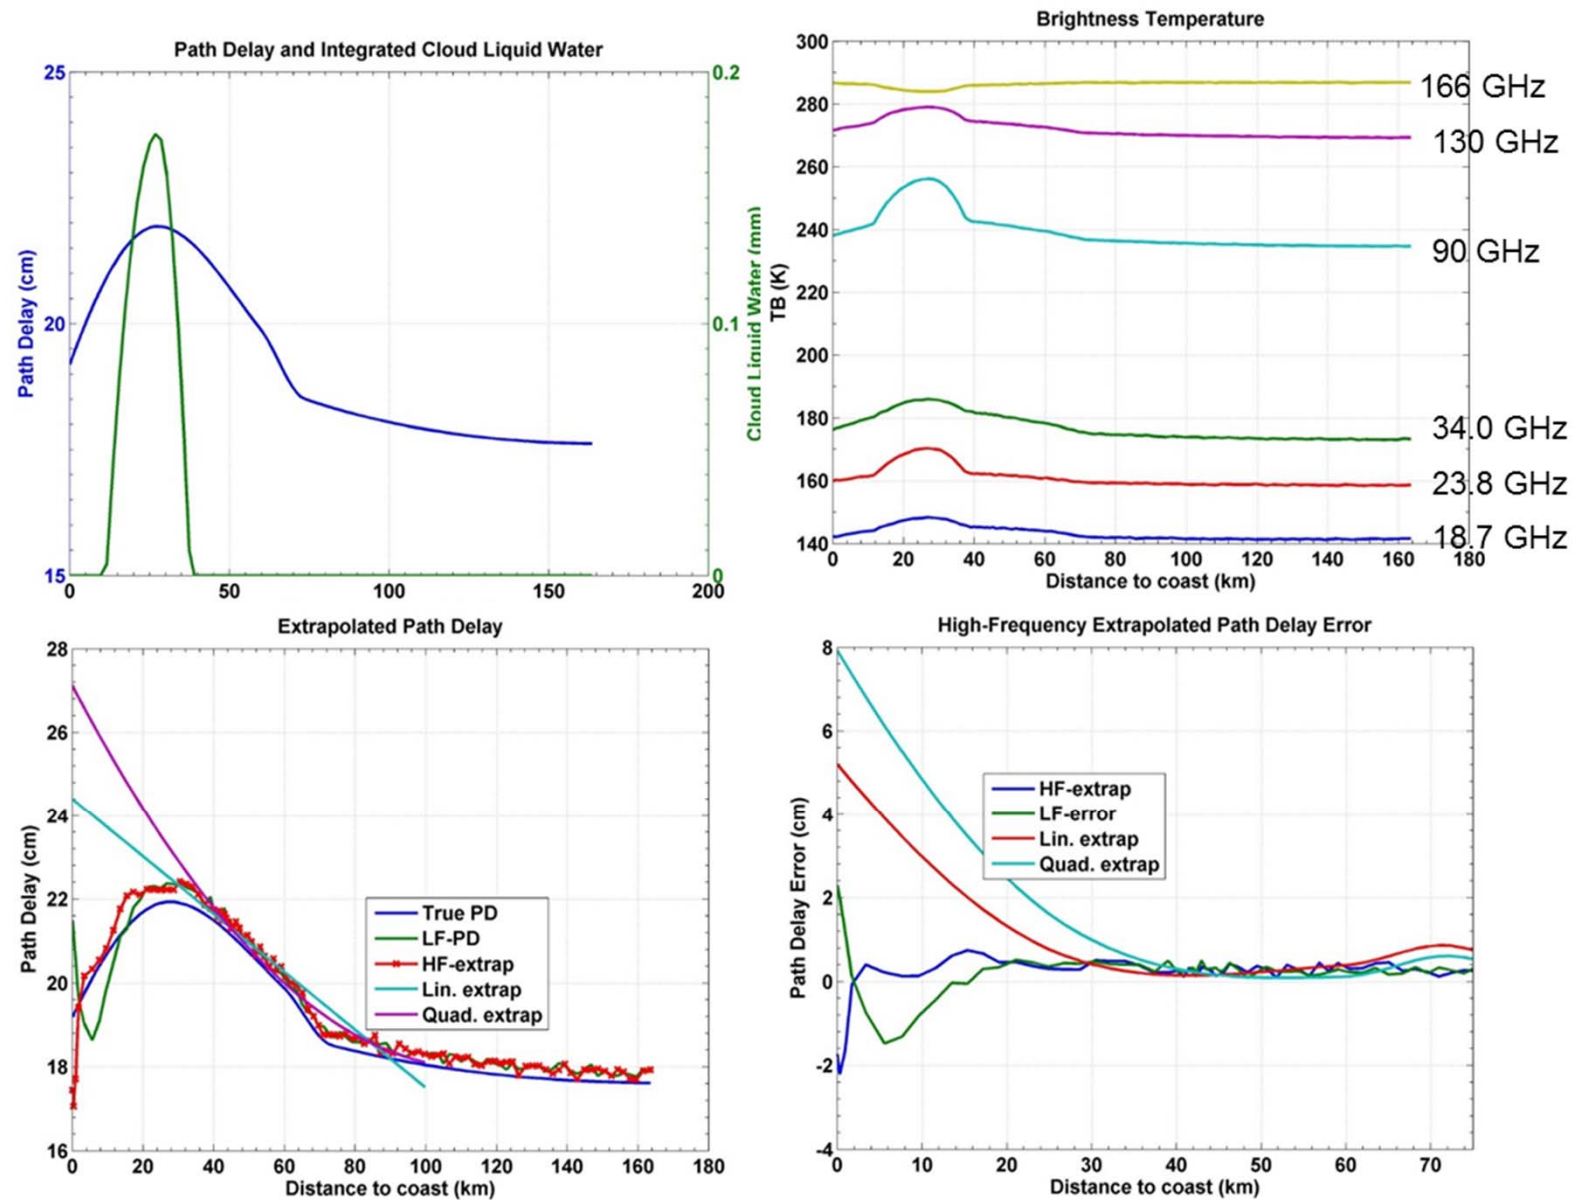 Path Delay and Integrated Cloud Liquid Water
25
20
15
Path Delay (cm)
0.2
0.1
0
Cloud Liquid Water (mm)
0 50 100 150 200
Brightness Temperature
300
280
260
240
220
200
180
160
140
TB (K)
166 GHz
130 GHz
90 GHz
34.0 GHz
23.8 GHz
18.7 GHz
0 20 40 60 80 100 120 140 160 180
Distance to coast (km)
Extrapolated Path Delay
28
26
24
22
20
18
16
Path Delay (cm)
True PD
LF-PD
HF-extrap
Lin. extrap
Quad. extrap
0 20 40 60 80 100 120 140 160 180
Distance to coast (km)
High-Frequency Extrapolated Path Delay Error
8
6
4
2
0
-2
-4
Path Delay Error (cm)
HF-extrap
LF-error
Lin. extrap
Quad. extrap
0 10 20 30 40 50 60 70
Distance to coast (km)